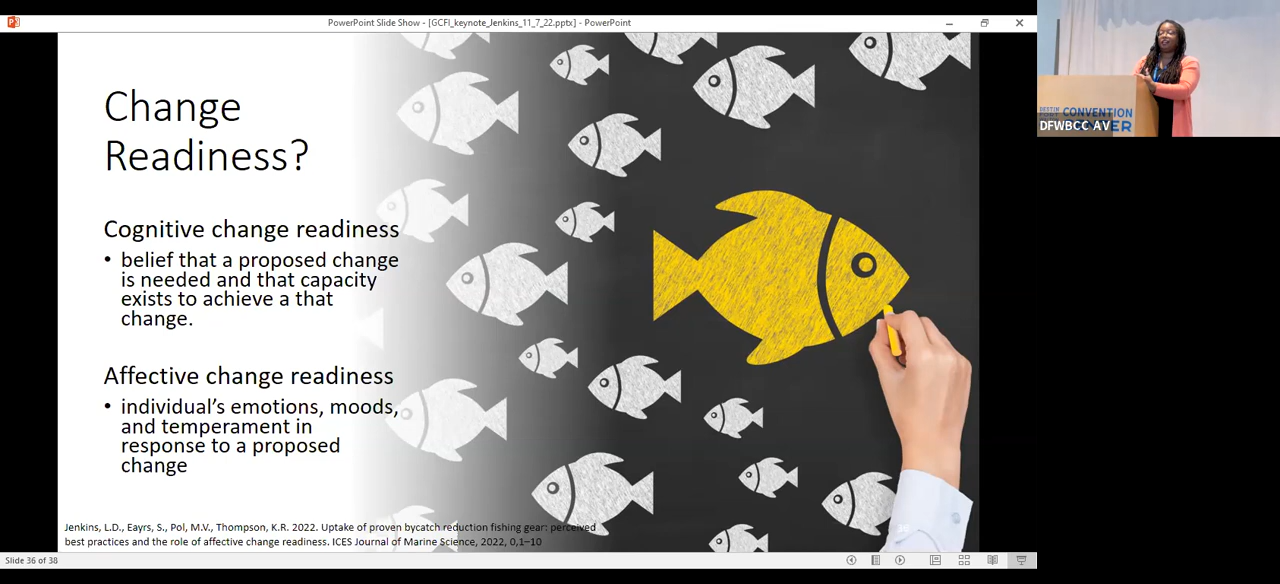 PowerPoint Slide Show - [GCFI_keynote_Jenkins_11_7_22.pptx] - PowerPoint
Change
Readiness?
Cognitive change readiness
• belief that a proposed change
is needed and that capacity
exists to achieve a that
change.
Affective change readiness
• individual's emotions, moods,
and temperament in
response to a proposed
change
Jenkins, L.D., Eayrs, S., Pol, M.V., Thompson, K.R. 2022. Uptake of proven bycatch reduction fishing gear: perceived
best practices and the role of affective change readiness. ICES Journal of Marine Science, 2022, 0,1–10
36
Slide 36 of 38
DESTIN
CONVENTION
DFWBCC AV